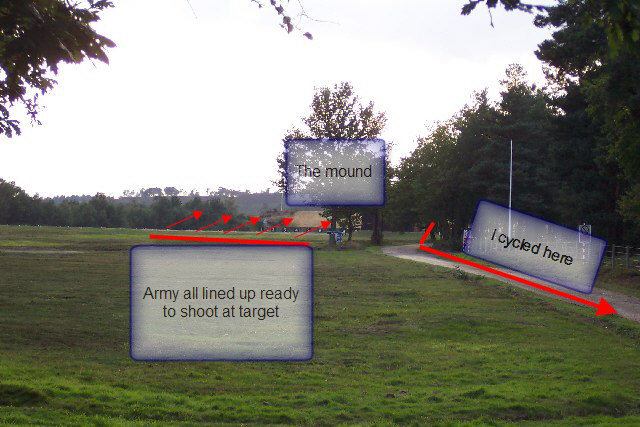 The mound
I cycled here
Army all lined up ready
to shoot at target